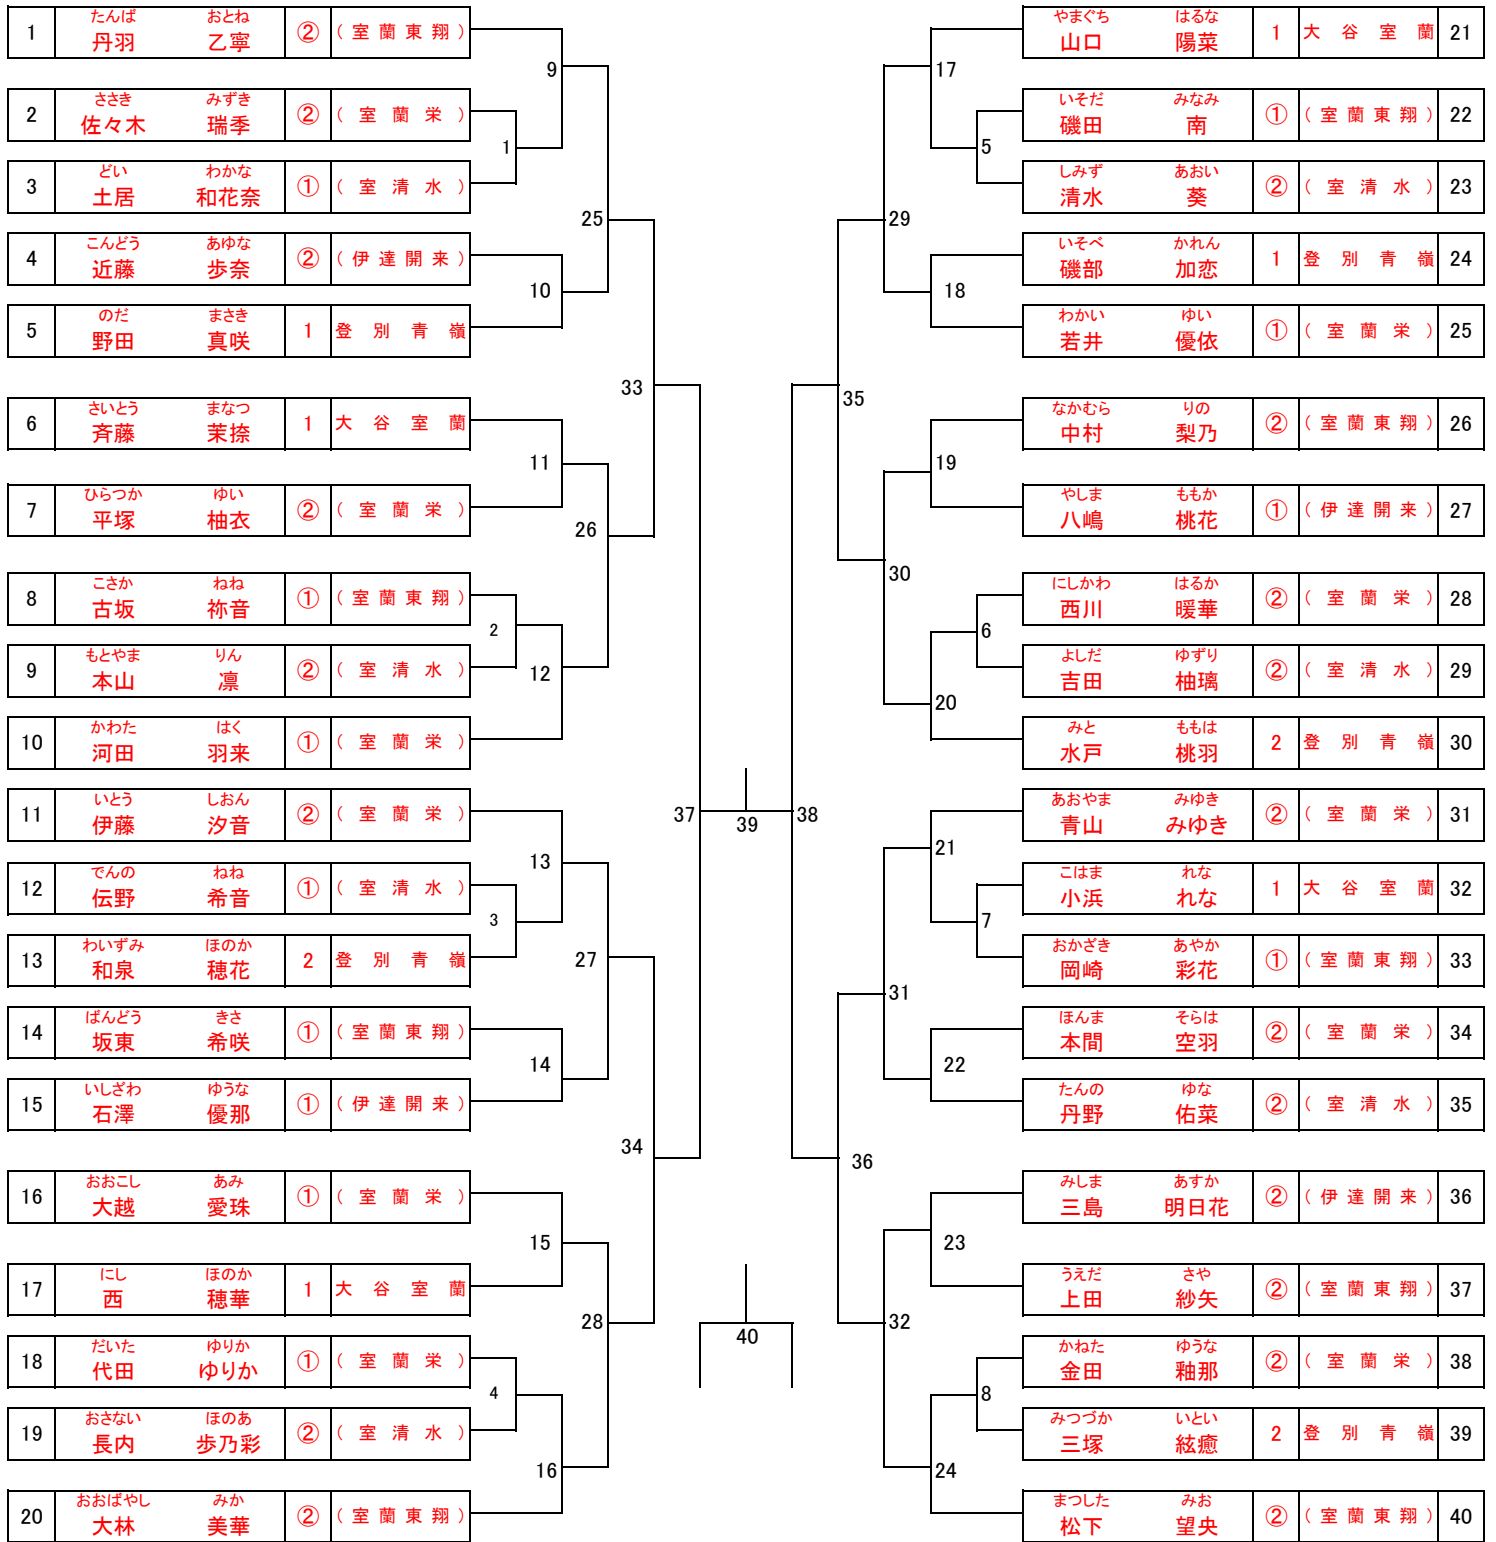 たんば おとね
1 丹羽 乙寧 ② (室蘭東翔)
ささき みずき
2 佐々木 瑞季 ② (室蘭栄)
どい わかな
3 土居 和花奈 ① (室清水)
こんどう あゆな
4 近藤 歩奈 ② (伊達開来)
のだ まさき
5 野田 真咲 1 登別青嶺
さいとう まなつ
6 斉藤 茉捺 1 大谷室蘭
ひらつか ゆい
7 平塚 柚衣 ② (室蘭栄)
こさか ねね
8 古坂 祢音 ① (室蘭東翔)
もとやま りん
9 本山 凛 ② (室清水)
かわた はく
10 河田 羽来 ① (室蘭栄)
いとう しおん
11 伊藤 汐音 ② (室蘭栄)
でんの ねね
12 伝野 希音 ① (室清水)
わいずみ ほのか
13 和泉 穂花 2 登別青嶺
ばんどう きさ
14 坂東 希咲 ① (室蘭東翔)
いしざわ ゆうな
15 石澤 優那 ① (伊達開来)
おおこし あみ
16 大越 愛珠 ① (室蘭栄)
にし ほのか
17 西 穂華 1 大谷室蘭
だいた ゆりか
18 代田 ゆりか ① (室蘭栄)
おさない ほのあ
19 長内 歩乃彩 ② (室清水)
おおばやし みか
20 大林 美華 ② (室蘭東翔)
1
2
3
4
9
10
11
12
13
14
15
16
25
26
27
28
33
34
37
39
40
38
35
36
29
30
31
32
17
18
19
20
21
22
23
24
5
6
7
8
やまぐち はるな
山口 陽菜 1 大谷室蘭 21
いそだ みなみ
磯田 南 ① (室蘭東翔) 22
しみず あおい
清水 葵 ② (室清水) 23
いそべ かれん
磯部 加恋 1 登別青嶺 24
わかい ゆい
若井 優依 ① (室蘭栄) 25
なかむら りの
中村 梨乃 ② (室蘭東翔) 26
やしま ももか
八嶋 桃花 ① (伊達開来) 27
にしかわ はるか
西川 暖華 ② (室蘭栄) 28
よしだ ゆずり
吉田 柚璃 ② (室清水) 29
みと ももは
水戸 桃羽 2 登別青嶺 30
あおやま みゆき
青山 みゆき ② (室蘭栄) 31
こはま れな
小浜 れな 1 大谷室蘭 32
おかざき あやか
岡崎 彩花 ① (室蘭東翔) 33
ほんま そらは
本間 空羽 ② (室蘭栄) 34
たんの ゆな
丹野 佑菜 ② (室清水) 35
みしま あすか
三島 明日花 ② (伊達開来) 36
うえだ さや
上田 紗矢 ② (室蘭東翔) 37
かねた ゆうな
金田 釉那 ② (室蘭栄) 38
みつづか いとい
三塚 絃癒 2 登別青嶺 39
まつした みお
松下 望央 ② (室蘭東翔) 40